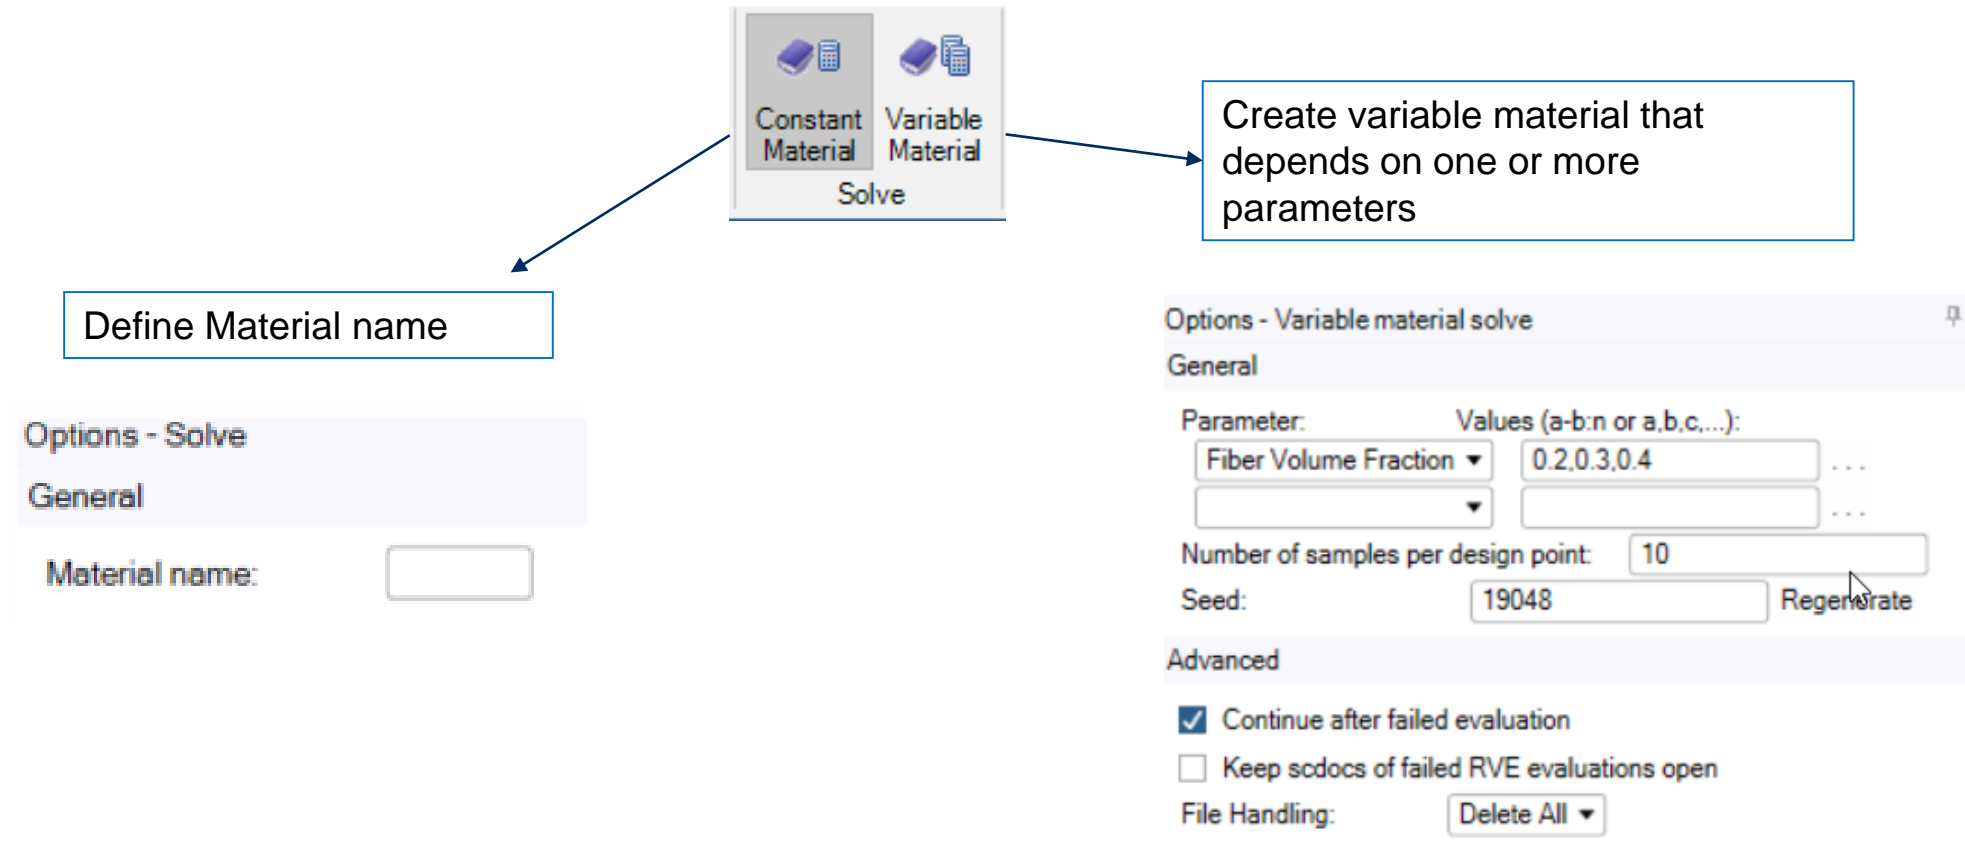 Constant Material
Variable Material
Solve
Create variable material that
depends on one or more
parameters
Define Material name
Options - Solve
General
Material name:
Options - Variable material solve
General
Parameter: Values (a-b:n or a,b,c,...):
Fiber Volume Fraction 0.2,0.3,0.4 ...
...
Number of samples per design point: 10
Seed: 19048 Regenerate
Advanced
Continue after failed evaluation
Keep scdocs of failed RVE evaluations open
File Handling: Delete All